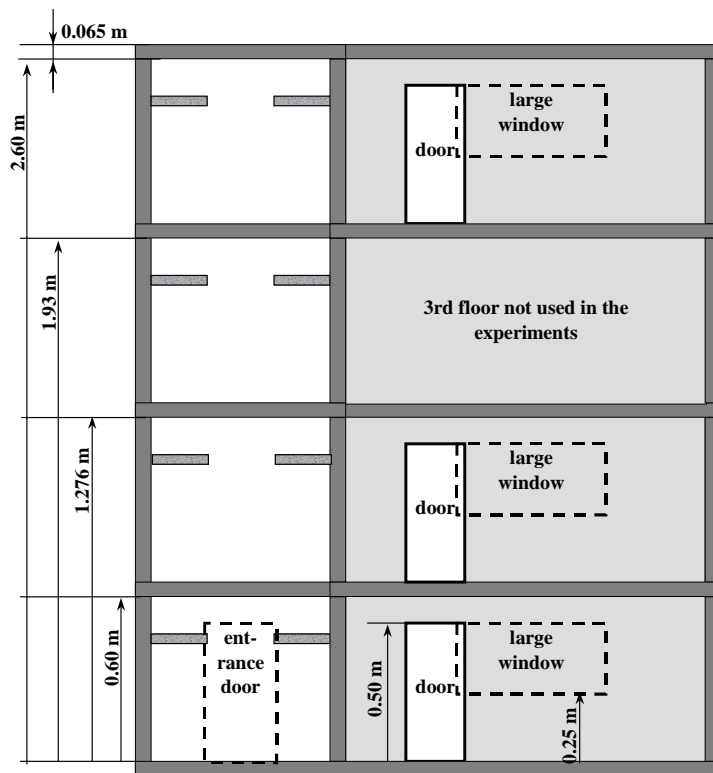 0.065 m
2.60 m
1.93 m
1.276 m
0.60 m
large
window
door
3rd floor not used in the
experiments
large
window
door
ent-
rance
door
0.50 m
door
large
window
0.25 m